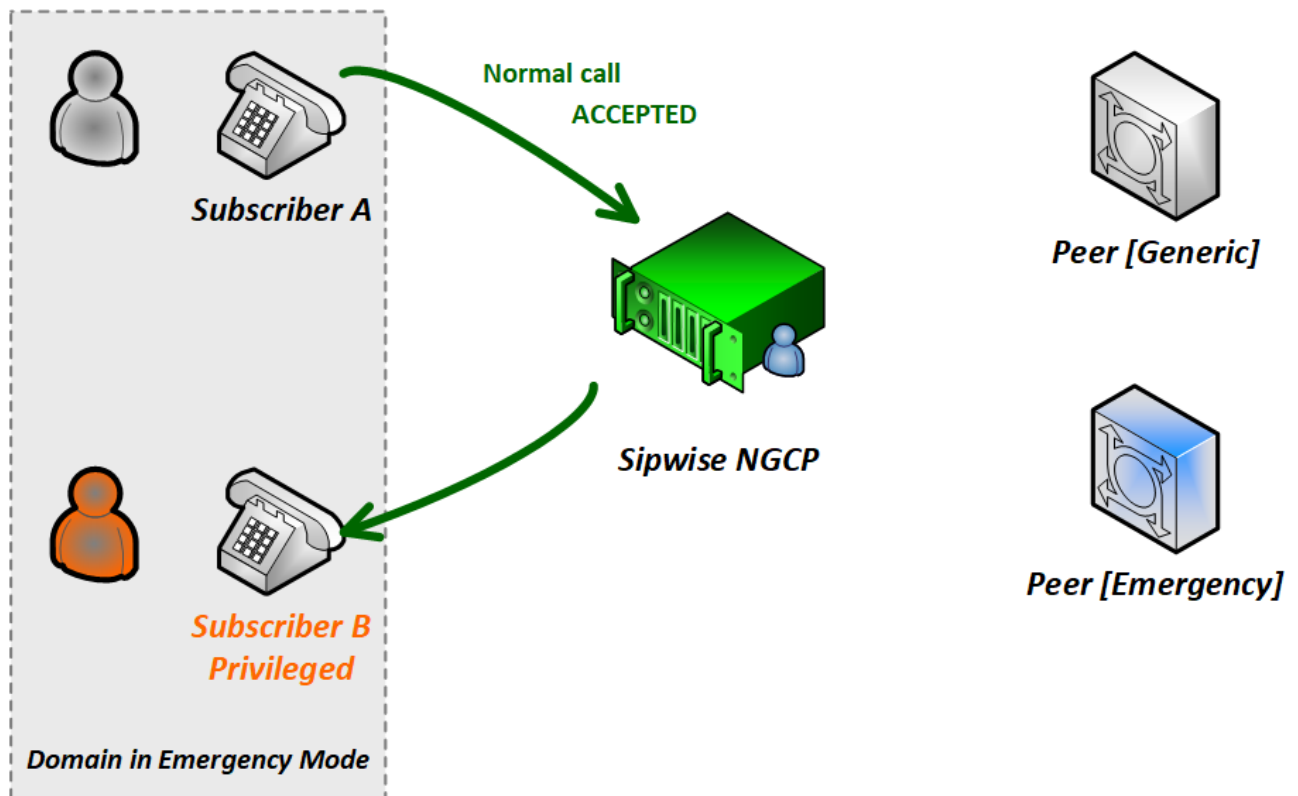 Normal call
ACCEPTED
Subscriber A
Peer [Generic]
Sipwise NGCP
Peer [Emergency]
Subscriber B
Privileged
Domain in Emergency Mode